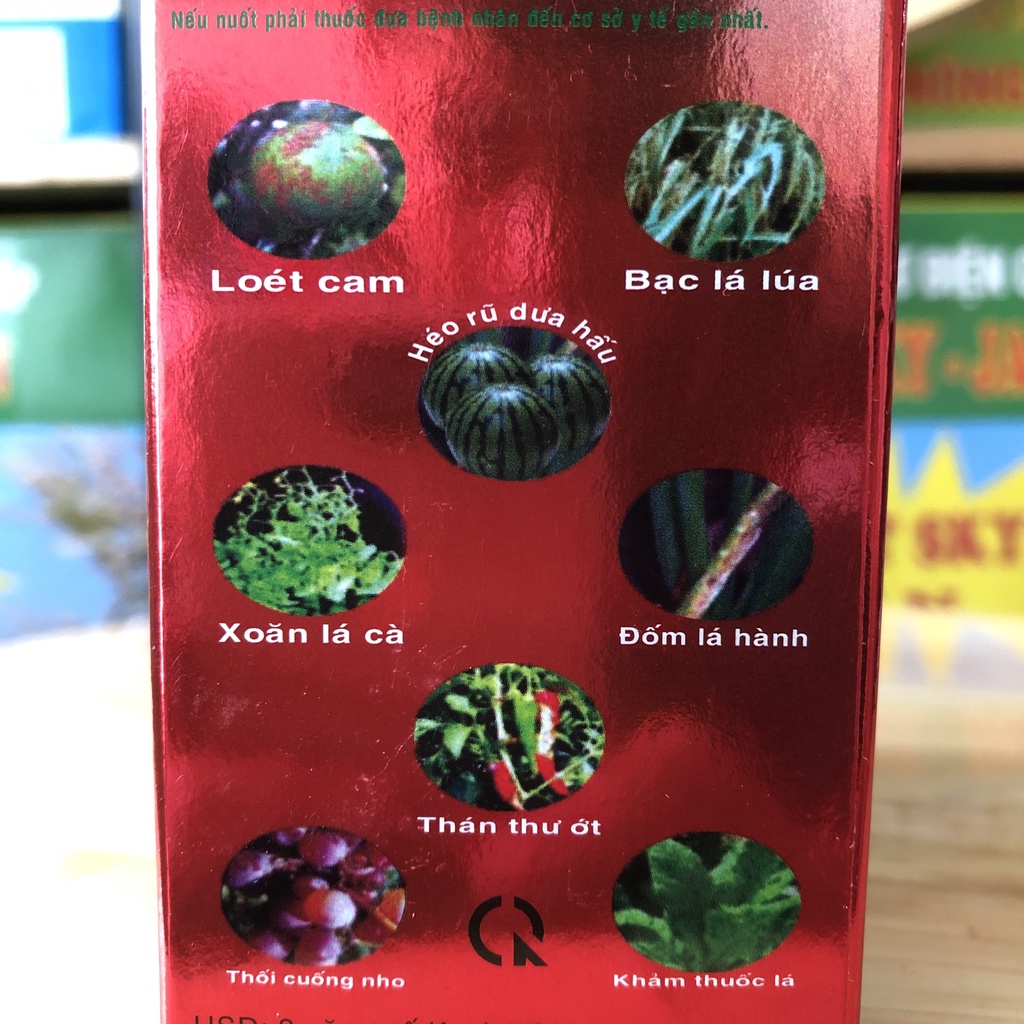 Nếu nuốt phải thuốc đưa bệnh nhân đến cơ sở y tế gần nhất.
Loét cam
Bạc lá lúa
Héo rũ dưa hấu
Xoăn lá cà
Đốm lá hành
Thán thư ớt
Thối cuống nho
Khảm thuốc lá
SKY